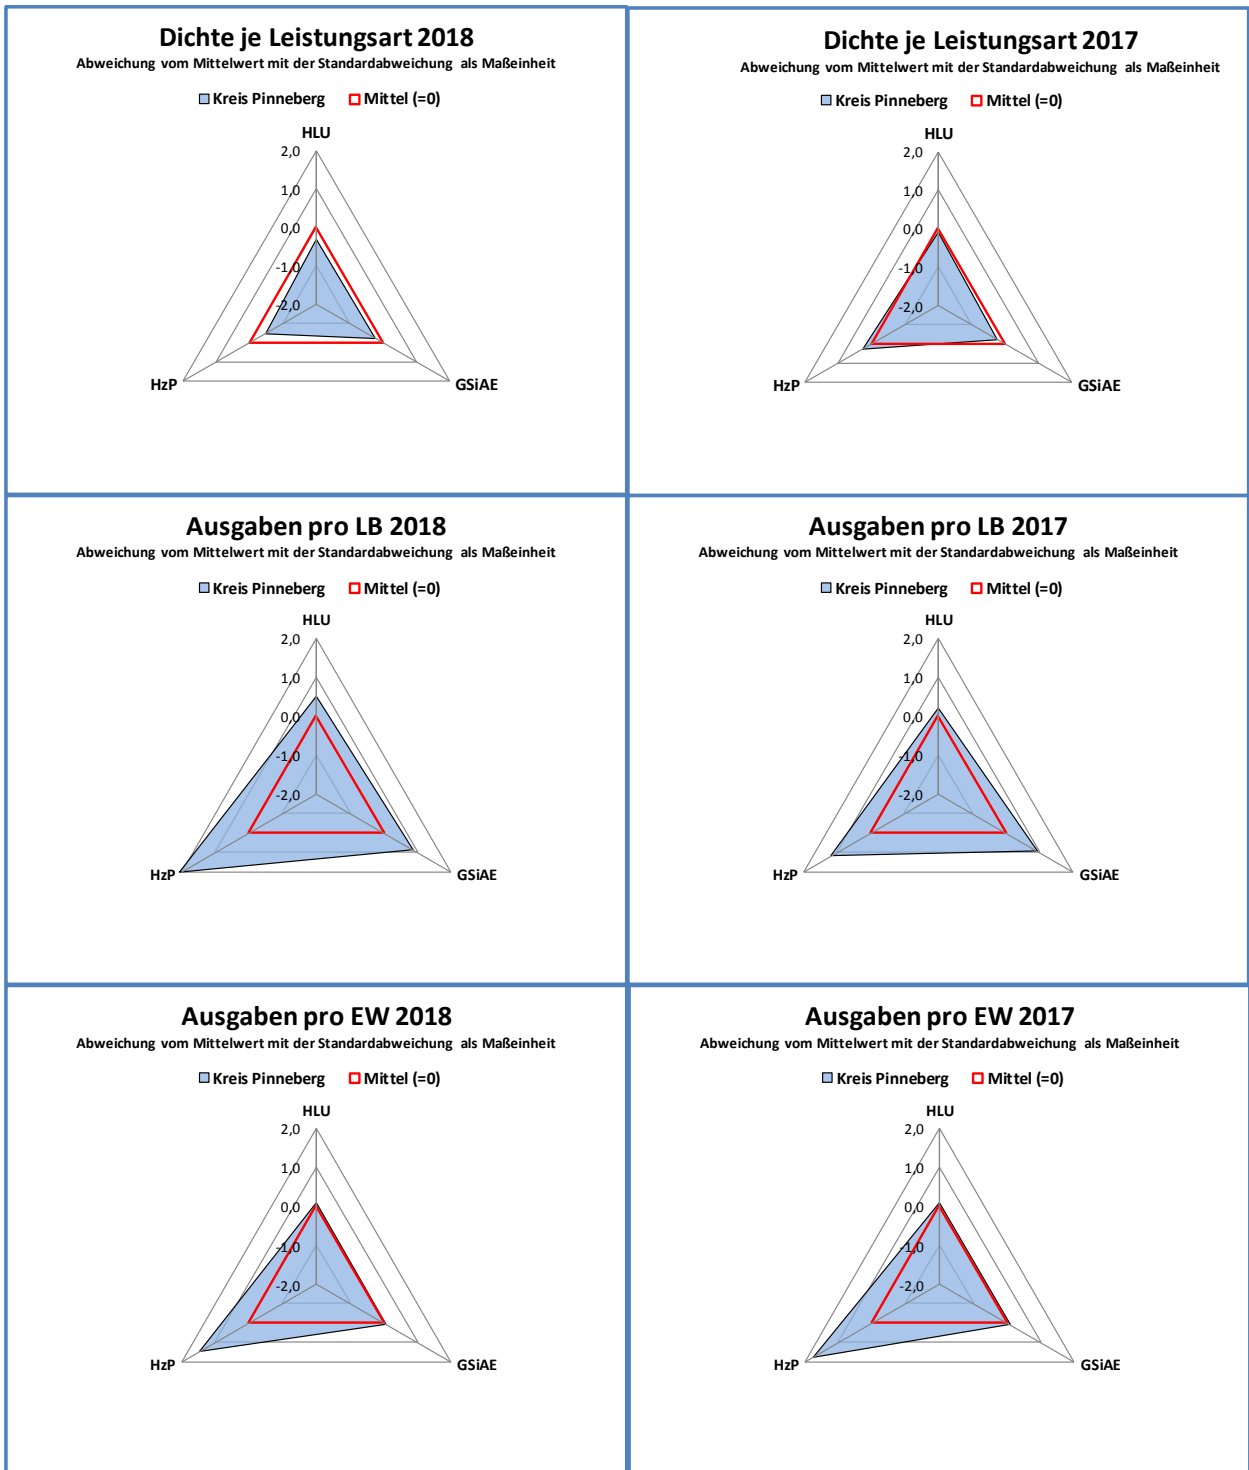 Dichte je Leistungsart 2018
Abweichung vom Mittelwert mit der Standardabweichung als Maßeinheit
Kreis Pinneberg Mittel (=0)
HLU
2,0
1,0
0,0
-1,0
-2,0
HzP GSiAE
Dichte je Leistungsart 2017
Abweichung vom Mittelwert mit der Standardabweichung als Maßeinheit
Kreis Pinneberg Mittel (=0)
HLU
2,0
1,0
0,0
-1,0
-2,0
HzP GSiAE
Ausgaben pro LB 2018
Abweichung vom Mittelwert mit der Standardabweichung als Maßeinheit
Kreis Pinneberg Mittel (=0)
HLU
2,0
1,0
0,0
-1,0
-2,0
HzP GSiAE
Ausgaben pro LB 2017
Abweichung vom Mittelwert mit der Standardabweichung als Maßeinheit
Kreis Pinneberg Mittel (=0)
HLU
2,0
1,0
0,0
-1,0
-2,0
HzP GSiAE
Ausgaben pro EW 2018
Abweichung vom Mittelwert mit der Standardabweichung als Maßeinheit
Kreis Pinneberg Mittel (=0)
HLU
2,0
1,0
0,0
-1,0
-2,0
HzP GSiAE
Ausgaben pro EW 2017
Abweichung vom Mittelwert mit der Standardabweichung als Maßeinheit
Kreis Pinneberg Mittel (=0)
HLU
2,0
1,0
0,0
-1,0
-2,0
HzP GSiAE